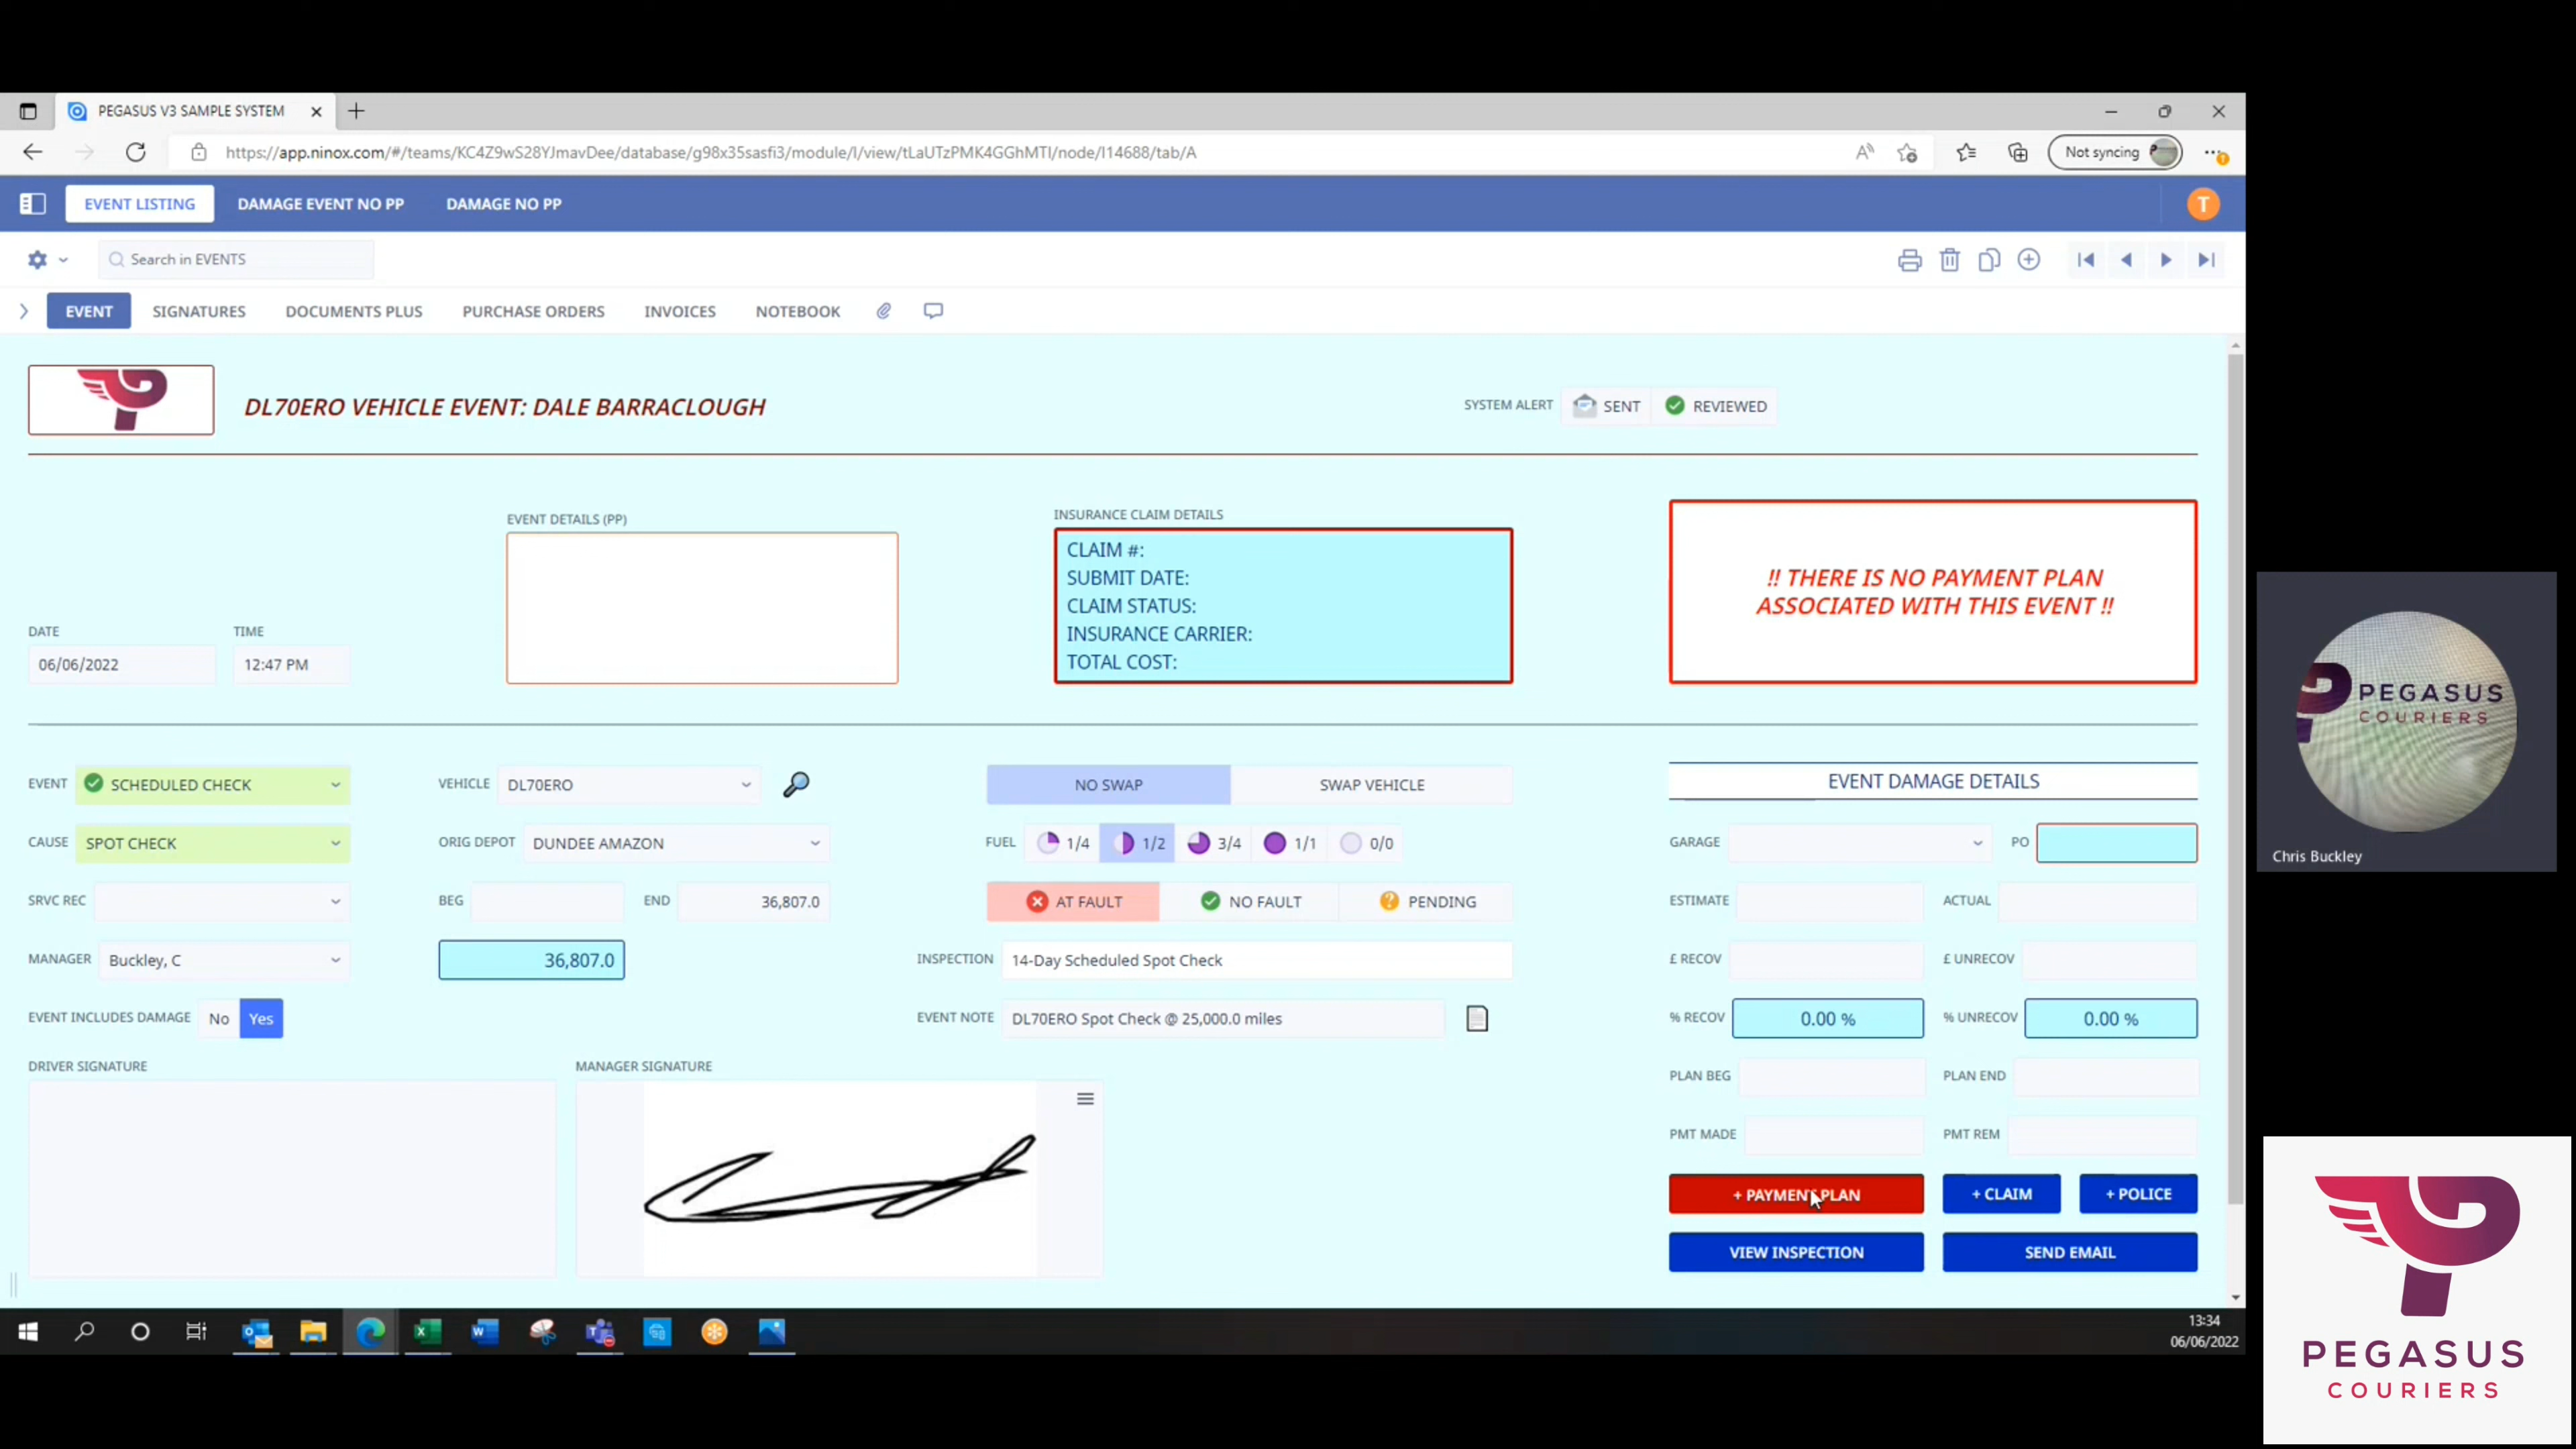 PEGASUS V3 SAMPLE SYSTEM
https://app.ninox.com/#/teams/KC4Z9wS28YJmavDee/database/g98x35sasfi3/module/I/view/tLaUTzPMK4GGhMTI/node/I14688/tab/A
Not syncing
EVENT LISTING DAMAGE EVENT NO PP DAMAGE NO PP
T
Search in EVENTS
EVENT SIGNATURES DOCUMENTS PLUS PURCHASE ORDERS INVOICES NOTEBOOK
DL70ERO VEHICLE EVENT: DALE BARRACLOUGH
SYSTEM ALERT SENT REVIEWED
EVENT DETAILS (PP)
INSURANCE CLAIM DETAILS
CLAIM #:
SUBMIT DATE:
CLAIM STATUS:
INSURANCE CARRIER:
TOTAL COST:
!! THERE IS NO PAYMENT PLAN
ASSOCIATED WITH THIS EVENT !!
DATE TIME
06/06/2022 12:47 PM
EVENT SCHEDULED CHECK VEHICLE DL70ERO NO SWAP SWAP VEHICLE EVENT DAMAGE DETAILS
CAUSE SPOT CHECK ORIG DEPOT DUNDEE AMAZON FUEL 1/4 1/2 3/4 1/1 0/0 GARAGE PO
SRVC REC BEG END 36,807.0 AT FAULT NO FAULT PENDING ESTIMATE ACTUAL
MANAGER Buckley, C 36,807.0 INSPECTION 14-Day Scheduled Spot Check £ RECOV £ UNRECOV
EVENT INCLUDES DAMAGE No Yes EVENT NOTE DL70ERO Spot Check @ 25,000.0 miles % RECOV 0.00 % % UNRECOV 0.00 %
DRIVER SIGNATURE MANAGER SIGNATURE PLAN BEG PLAN END
PMT MADE PMT REM
+ PAYMENT PLAN + CLAIM + POLICE
VIEW INSPECTION SEND EMAIL
13:34
06/06/2022
PEGASUS
COURIERS
Chris Buckley
PEGASUS
COURIERS